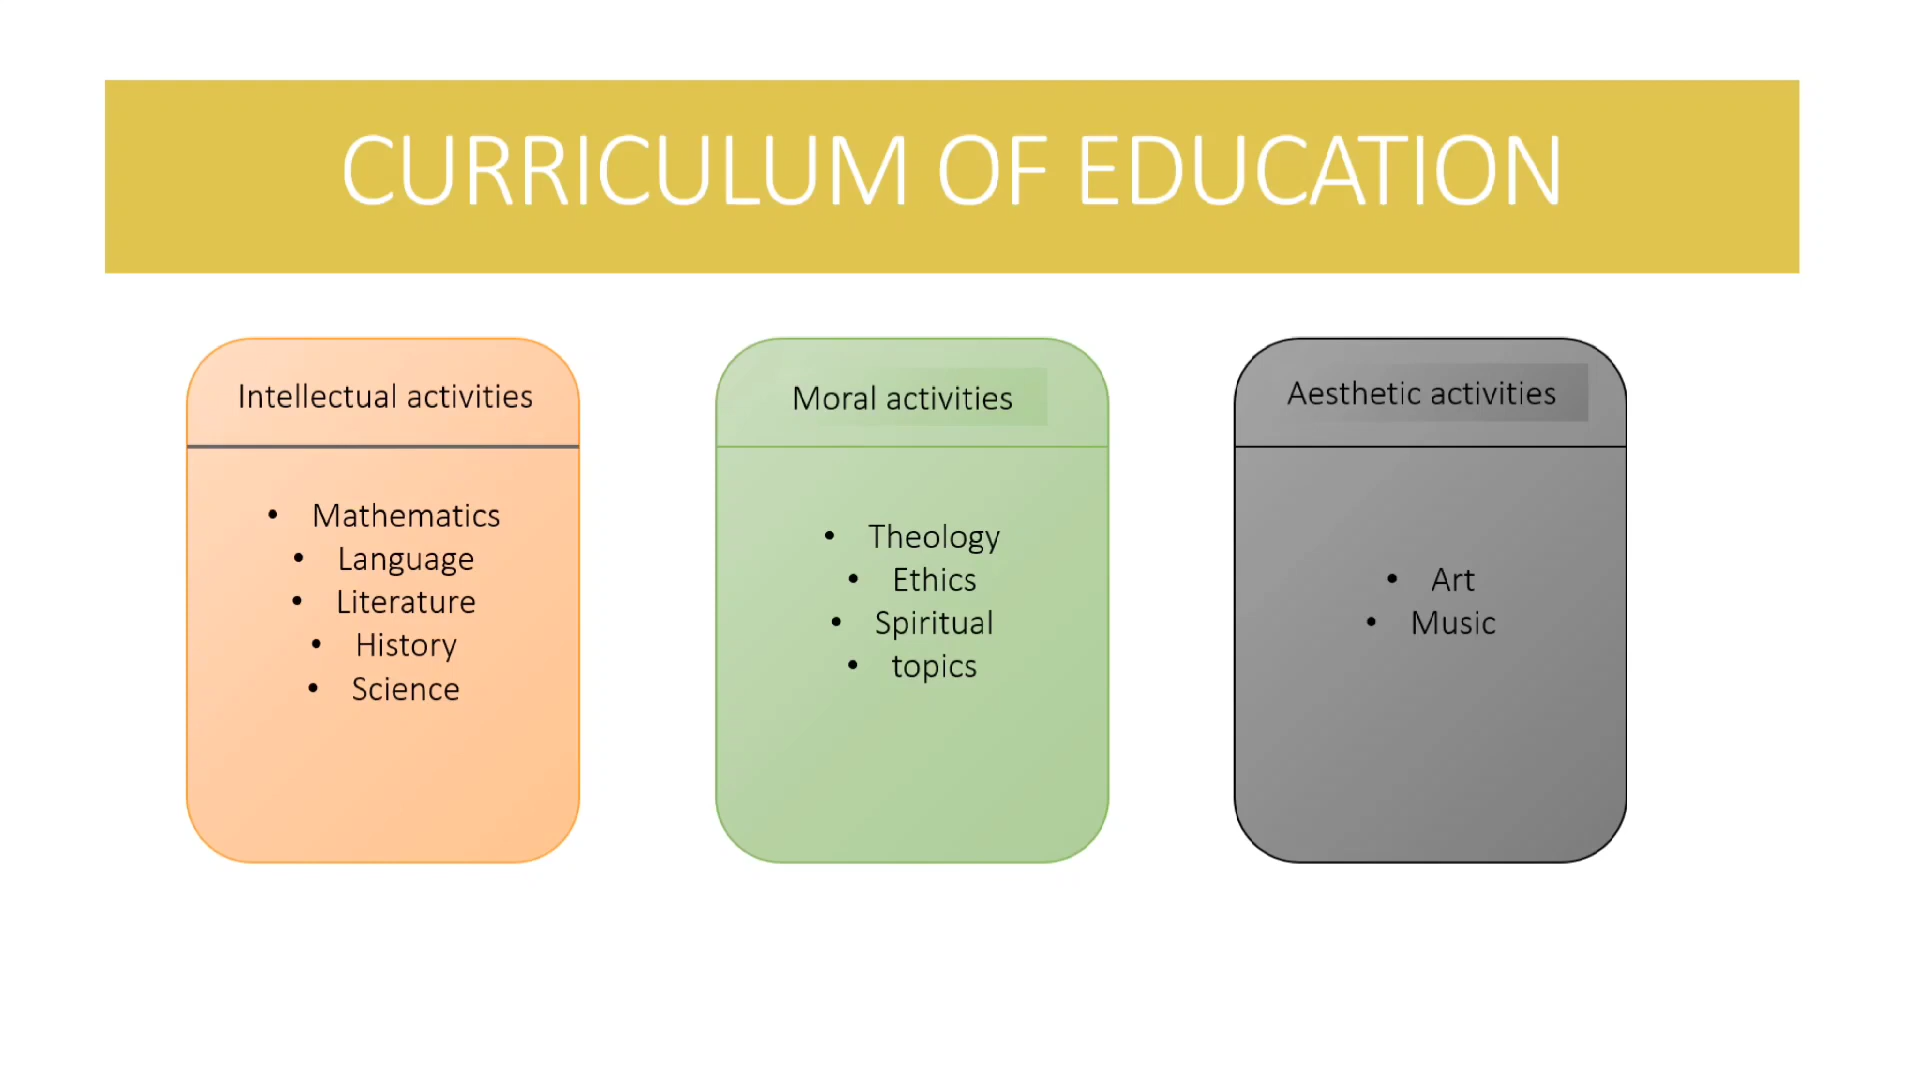 CURRICULUM OF EDUCATION
Intellectual activities
• Mathematics
• Language
• Literature
• History
• Science
Moral activities
• Theology
• Ethics
• Spiritual
• topics
Aesthetic activities
• Art
• Music